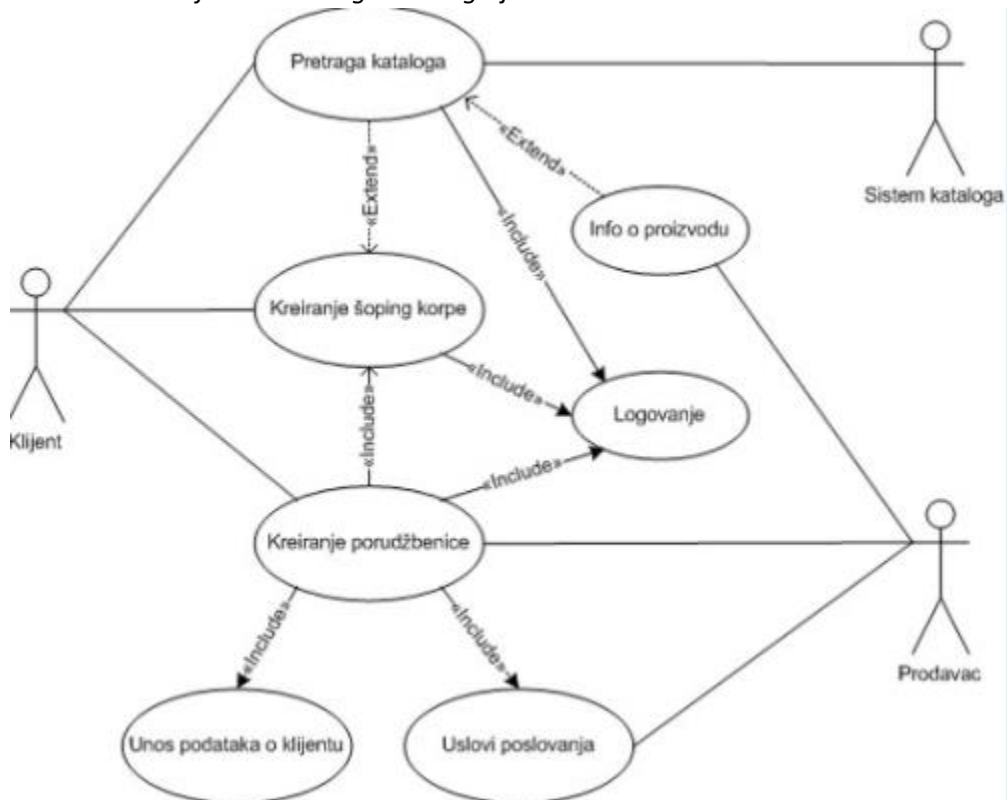 Pretraga kataloga
«Extend»
«Extend»
Sistem kataloga
Info o proizvodu
«Include»
Kreiranje šoping korpe
«Include»
Logovanje
Klijent
«Include»
«Include»
Kreiranje porudžbenice
«Include»
«Include»
Prodavac
Unos podataka o klijentu
Uslovi poslovanja